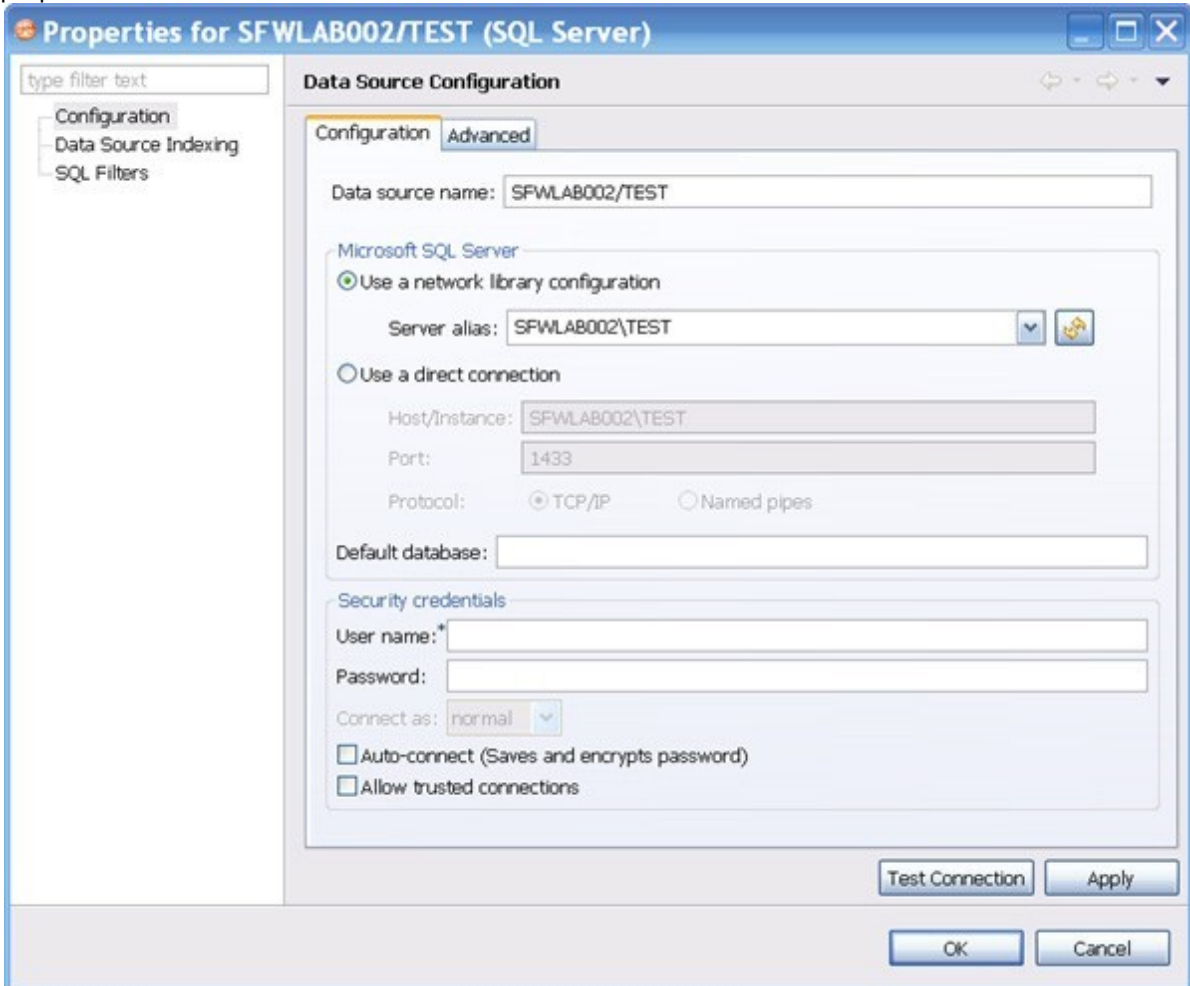 Properties for SFWLAB002/TEST (SQL Server)
type filter text
Configuration
Data Source Indexing
SQL Filters
Data Source Configuration
Configuration Advanced
Data source name: SFWLAB002/TEST
Microsoft SQL Server
Use a network library configuration
Server alias: SFWLAB002\TEST
Use a direct connection
Host/Instance: SFWLAB002\TEST
Port: 1433
Protocol: TCP/IP Named pipes
Default database:
Security credentials
User name:*
Password:
Connect as: normal
Auto-connect (Saves and encrypts password)
Allow trusted connections
Test Connection Apply
OK Cancel